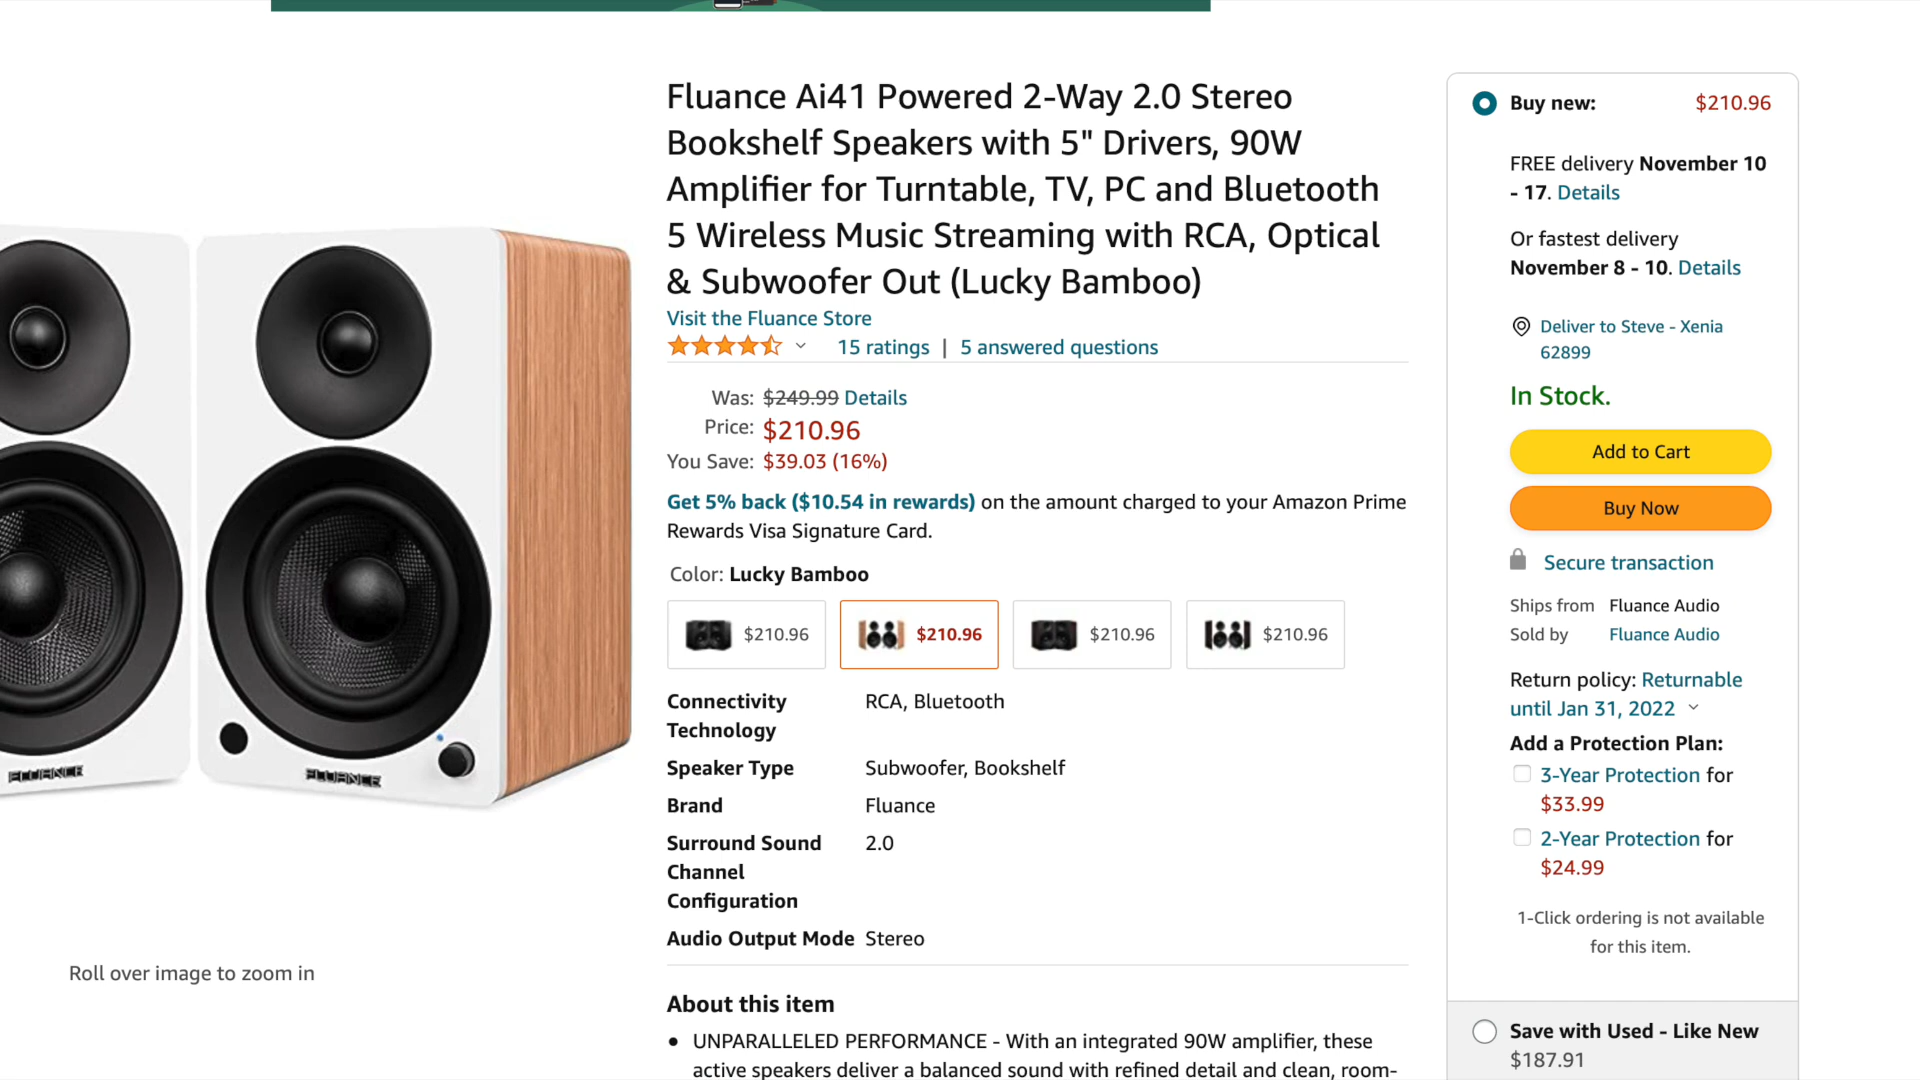 Fluance Ai41 Powered 2-Way 2.0 Stereo
Bookshelf Speakers with 5" Drivers, 90W
Amplifier for Turntable, TV, PC and Bluetooth
5 Wireless Music Streaming with RCA, Optical
& Subwoofer Out (Lucky Bamboo)
Visit the Fluance Store
15 ratings | 5 answered questions
Was: $249.99 Details
Price: $210.96
You Save: $39.03 (16%)
Get 5% back ($10.54 in rewards) on the amount charged to your Amazon Prime
Rewards Visa Signature Card.
Color: Lucky Bamboo
$210.96 $210.96 $210.96 $210.96
Connectivity RCA, Bluetooth
Technology
Speaker Type Subwoofer, Bookshelf
Brand Fluance
Surround Sound 2.0
Channel
Configuration
Audio Output Mode Stereo
About this item
• UNPARALLELED PERFORMANCE - With an integrated 90W amplifier, these
active speakers deliver a balanced sound with refined detail and clean, room-
FLUANCE
FLUANCE
Roll over image to zoom in
Buy new: $210.96
FREE delivery November 10
- 17. Details
Or fastest delivery
November 8 - 10. Details
Deliver to Steve - Xenia
62899
In Stock.
Add to Cart
Buy Now
Secure transaction
Ships from Fluance Audio
Sold by Fluance Audio
Return policy: Returnable
until Jan 31, 2022
Add a Protection Plan:
3-Year Protection for
$33.99
2-Year Protection for
$24.99
1-Click ordering is not available
for this item.
Save with Used - Like New
$187.91